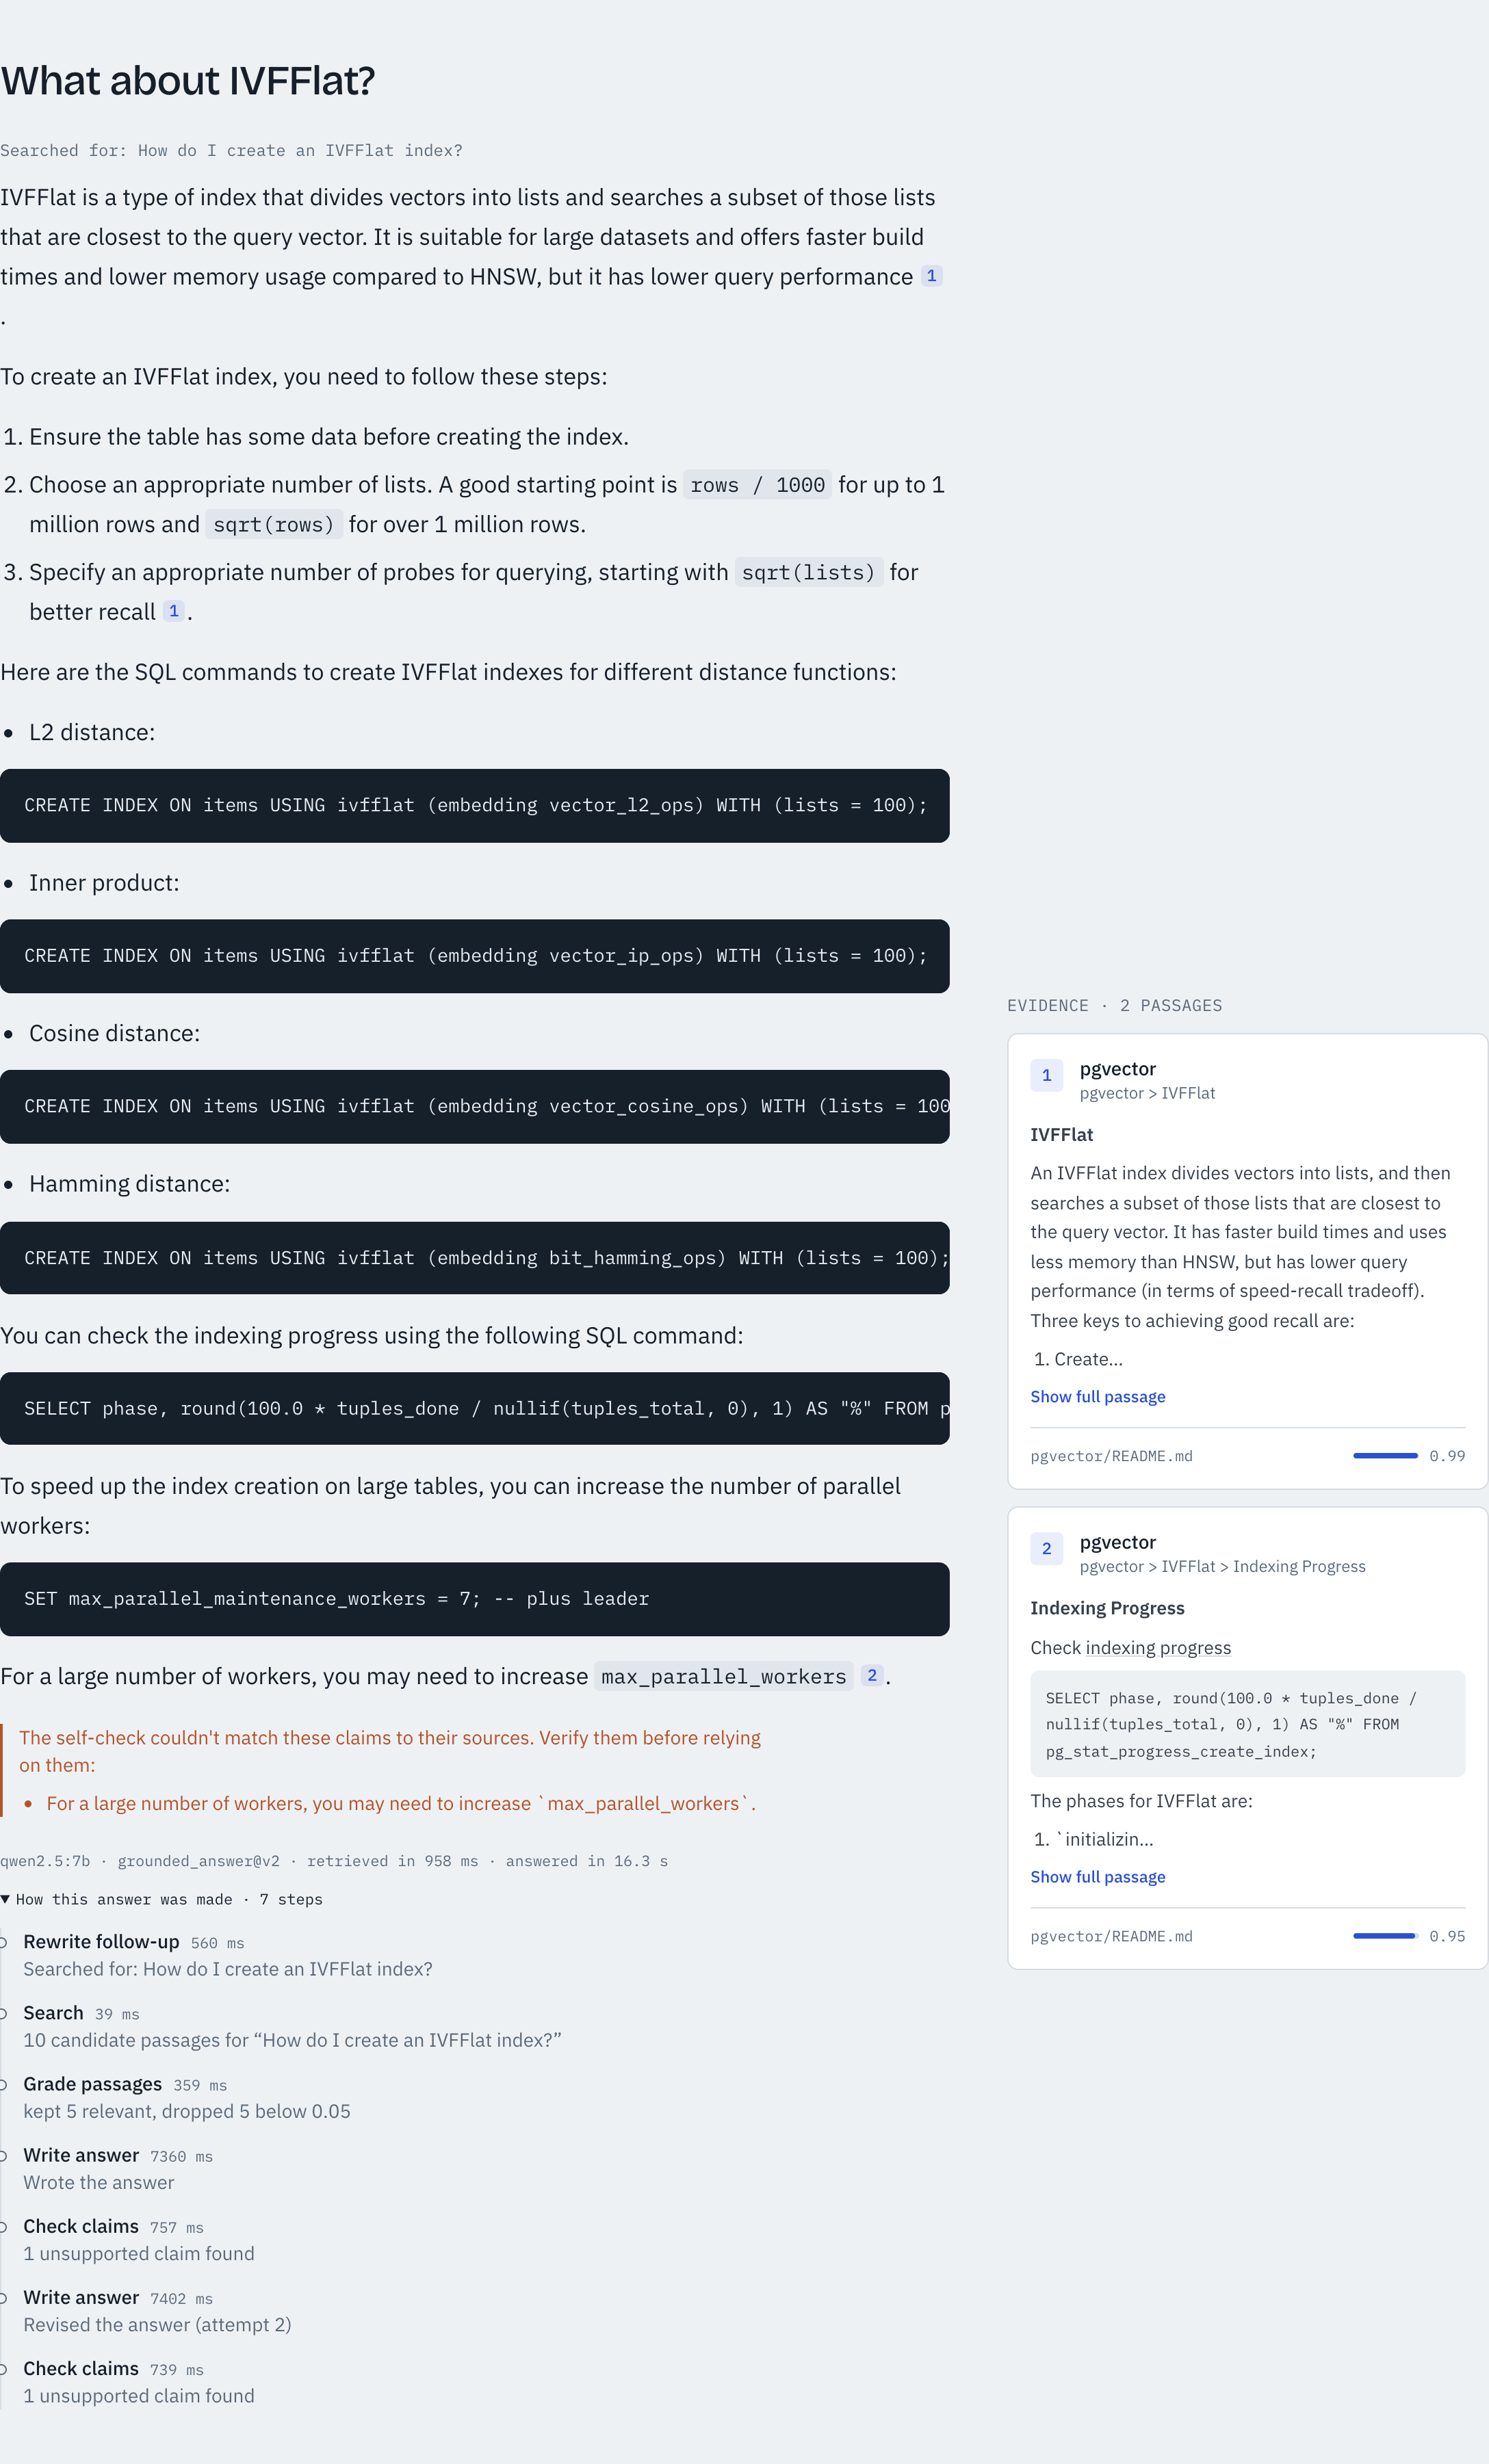 What about IVFFlat?
Searched for: How do I create an IVFFlat index?
IVFFlat is a type of index that divides vectors into lists and searches a subset of those lists
that are closest to the query vector. It is suitable for large datasets and offers faster build
times and lower memory usage compared to HNSW, but it has lower query performance 1
.
To create an IVFFlat index, you need to follow these steps:
1. Ensure the table has some data before creating the index.
2. Choose an appropriate number of lists. A good starting point is rows / 1000 for up to 1
million rows and sqrt(rows) for over 1 million rows.
3. Specify an appropriate number of probes for querying, starting with sqrt(lists) for
better recall 1.
Here are the SQL commands to create IVFFlat indexes for different distance functions:
• L2 distance:
CREATE INDEX ON items USING ivfflat (embedding vector_l2_ops) WITH (lists = 100);
• Inner product:
CREATE INDEX ON items USING ivfflat (embedding vector_ip_ops) WITH (lists = 100);
• Cosine distance:
CREATE INDEX ON items USING ivfflat (embedding vector_cosine_ops) WITH (lists = 100
• Hamming distance:
CREATE INDEX ON items USING ivfflat (embedding bit_hamming_ops) WITH (lists = 100);
You can check the indexing progress using the following SQL command:
SELECT phase, round(100.0 * tuples_done / nullif(tuples_total, 0), 1) AS "%" FROM p
To speed up the index creation on large tables, you can increase the number of parallel
workers:
SET max_parallel_maintenance_workers = 7; -- plus leader
For a large number of workers, you may need to increase max_parallel_workers 2.
The self-check couldn't match these claims to their sources. Verify them before relying
on them:
• For a large number of workers, you may need to increase `max_parallel_workers`.
qwen2.5:7b · grounded_answer@v2 · retrieved in 958 ms · answered in 16.3 s
▼ How this answer was made · 7 steps
Rewrite follow-up 560 ms
Searched for: How do I create an IVFFlat index?
Search 39 ms
10 candidate passages for “How do I create an IVFFlat index?”
Grade passages 359 ms
kept 5 relevant, dropped 5 below 0.05
Write answer 7360 ms
Wrote the answer
Check claims 757 ms
1 unsupported claim found
Write answer 7402 ms
Revised the answer (attempt 2)
Check claims 739 ms
1 unsupported claim found
EVIDENCE · 2 PASSAGES
1 pgvector
pgvector > IVFFlat
IVFFlat
An IVFFlat index divides vectors into lists, and then
searches a subset of those lists that are closest to
the query vector. It has faster build times and uses
less memory than HNSW, but has lower query
performance (in terms of speed-recall tradeoff).
Three keys to achieving good recall are:
1. Create…
Show full passage
pgvector/README.md 0.99
2 pgvector
pgvector > IVFFlat > Indexing Progress
Indexing Progress
Check indexing progress
SELECT phase, round(100.0 * tuples_done /
nullif(tuples_total, 0), 1) AS "%" FROM
pg_stat_progress_create_index;
The phases for IVFFlat are:
1. `initializin…
Show full passage
pgvector/README.md 0.95